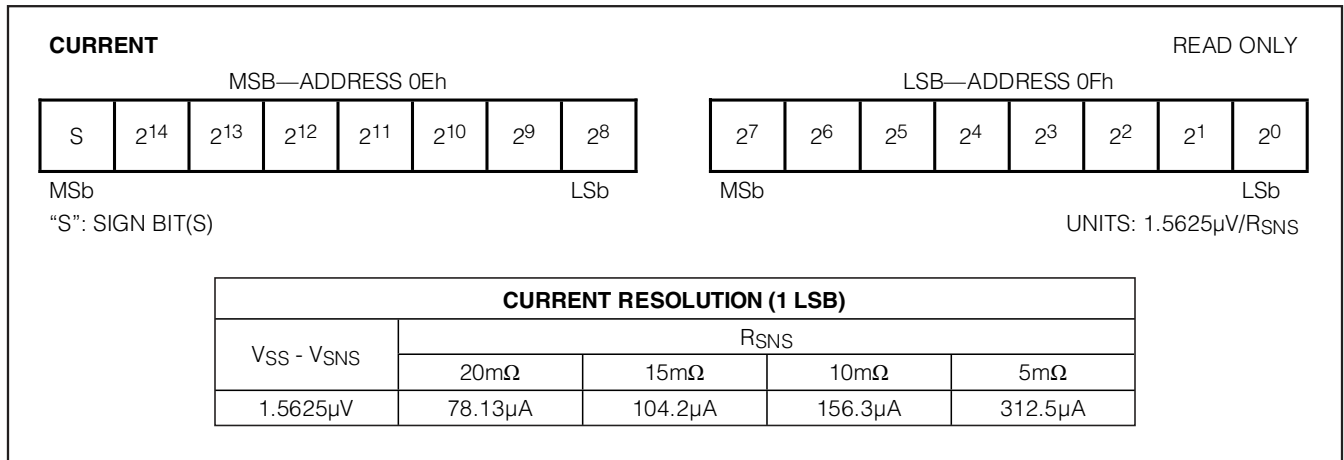 CURRENT READ ONLY
MSB—ADDRESS 0Eh LSB—ADDRESS 0Fh
S 2¹⁴ 2¹³ 2¹² 2¹¹ 2¹⁰ 2⁹ 2⁸ 2⁷ 2⁶ 2⁵ 2⁴ 2³ 2² 2¹ 2⁰
MSb LSb MSb LSb
“S”: SIGN BIT(S) UNITS: 1.5625µV/RSNS
CURRENT RESOLUTION (1 LSB)
VSS - VSNS RSNS
20mΩ 15mΩ 10mΩ 5mΩ
1.5625µV 78.13µA 104.2µA 156.3µA 312.5µA